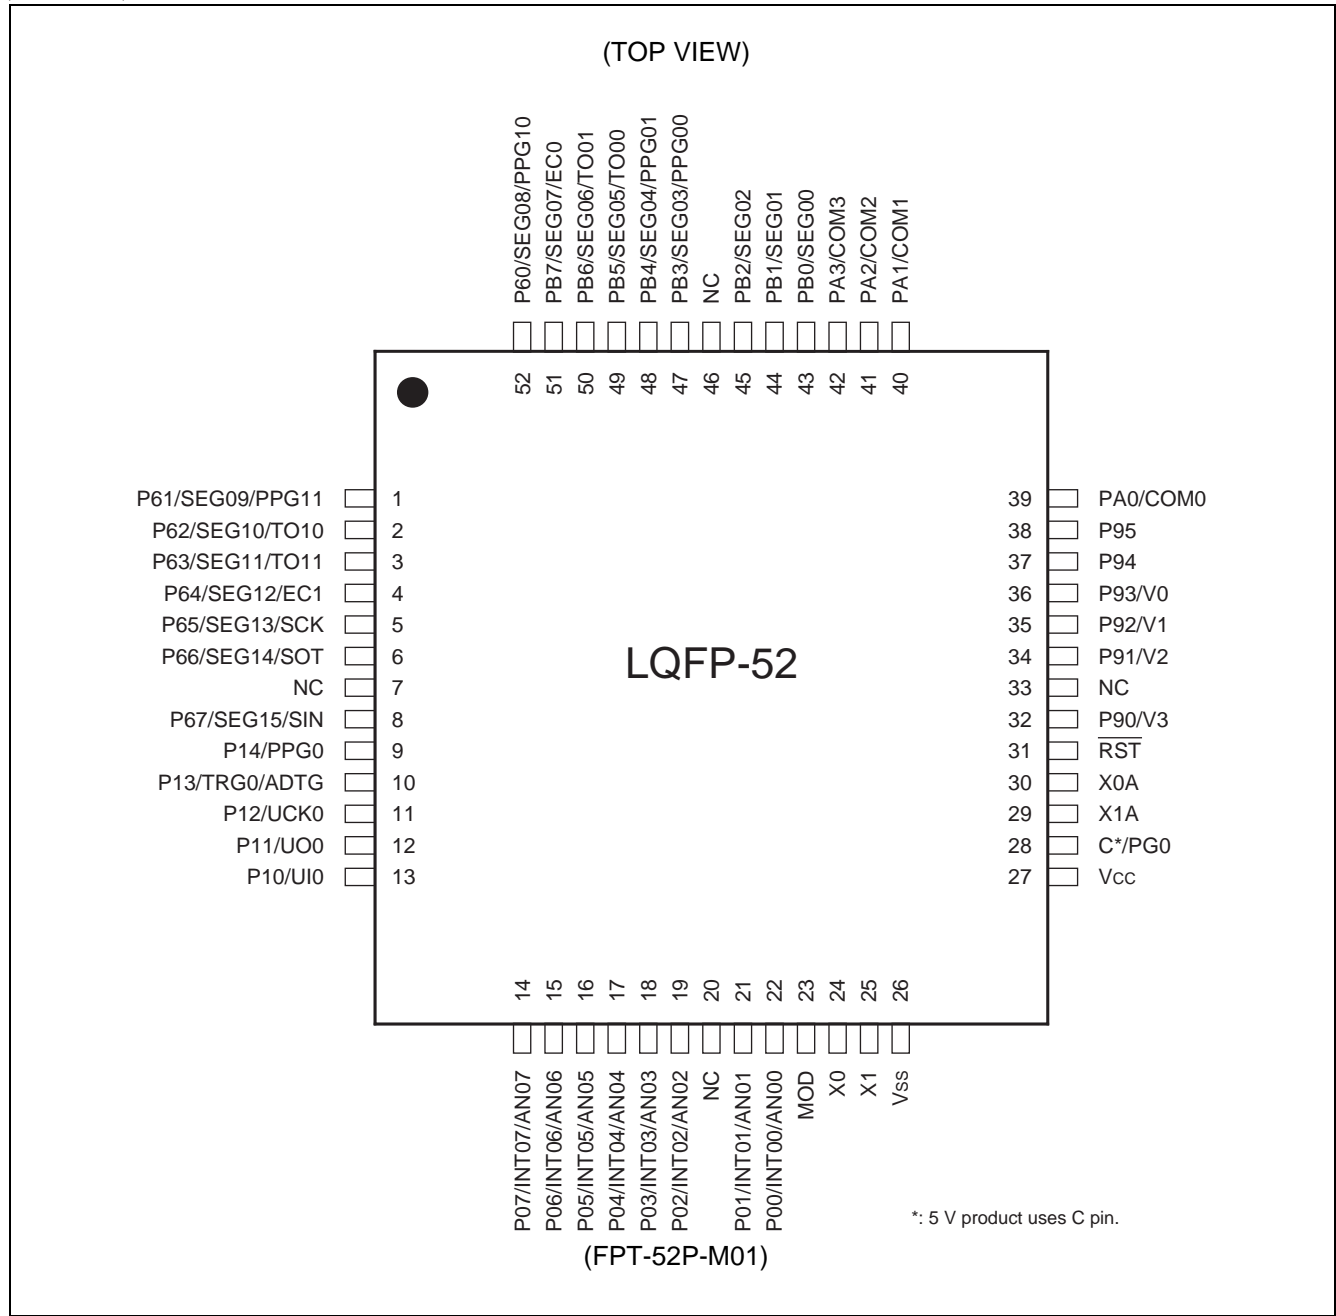 (TOP VIEW)
P60/SEG08/PPG10
PB7/SEG07/EC0
PB6/SEG06/TO01
PB5/SEG05/TO00
PB4/SEG04/PPG01
PB3/SEG03/PPG00
NC
PB2/SEG02
PB1/SEG01
PB0/SEG00
PA3/COM3
PA2/COM2
PA1/COM1
52
51
50
49
48
47
46
45
44
43
42
41
40
P61/SEG09/PPG11 1
P62/SEG10/TO10 2
P63/SEG11/TO11 3
P64/SEG12/EC1 4
P65/SEG13/SCK 5
P66/SEG14/SOT 6
NC 7
P67/SEG15/SIN 8
P14/PPG0 9
P13/TRG0/ADTG 10
P12/UCK0 11
P11/UO0 12
P10/UI0 13
LQFP-52
39 PA0/COM0
38 P95
37 P94
36 P93/V0
35 P92/V1
34 P91/V2
33 NC
32 P90/V3
31 RST
30 X0A
29 X1A
28 C*/PG0
27 Vcc
14
15
16
17
18
19
20
21
22
23
24
25
26
P07/INT07/AN07
P06/INT06/AN06
P05/INT05/AN05
P04/INT04/AN04
P03/INT03/AN03
P02/INT02/AN02
NC
P01/INT01/AN01
P00/INT00/AN00
MOD
X0
X1
Vss
*: 5 V product uses C pin.
(FPT-52P-M01)